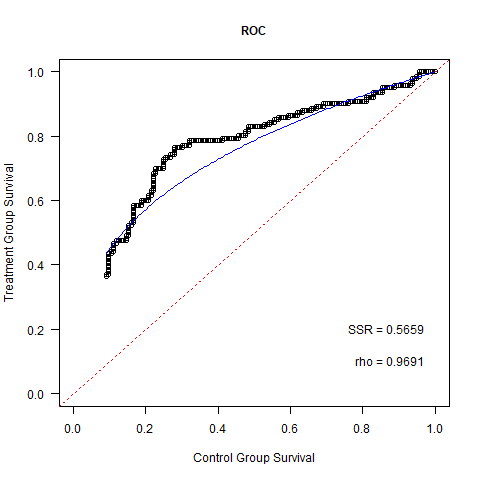 ROC
Treatment Group Survival
1.0
0.8
0.6
0.4
0.2
0.0
SSR = 0.5659
rho = 0.9691
0.0 0.2 0.4 0.6 0.8 1.0
Control Group Survival